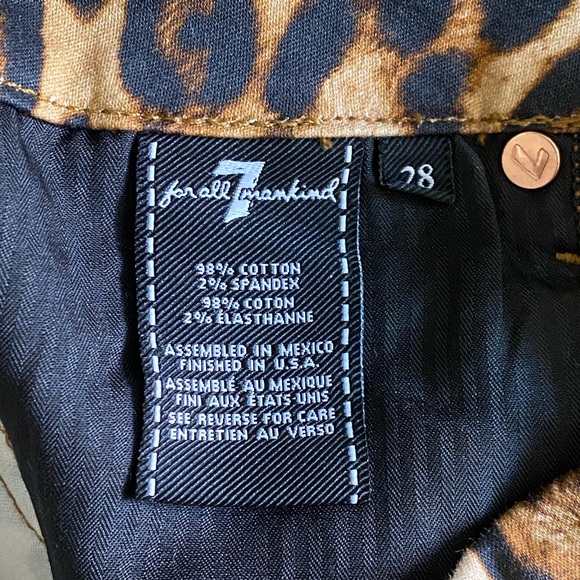 7
for all mankind
28
98% COTTON
2% SPANDEX
98% COTON
2% ÉLASTHANNE
ASSEMBLED IN MEXICO
FINISHED IN U.S.A.
ASSEMBLÉ AU MEXIQUE
FINI AUX ÉTATS-UNIS
SEE REVERSE FOR CARE
ENTRETIEN AU VERSO